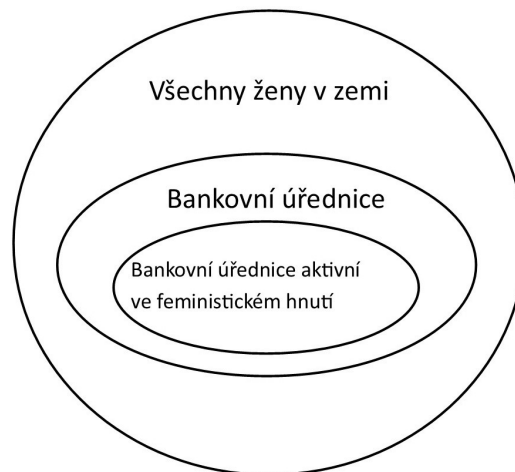 Všechny ženy v zemi
Bankovní úřednice
Bankovní úřednice aktivní
ve feministickém hnutí